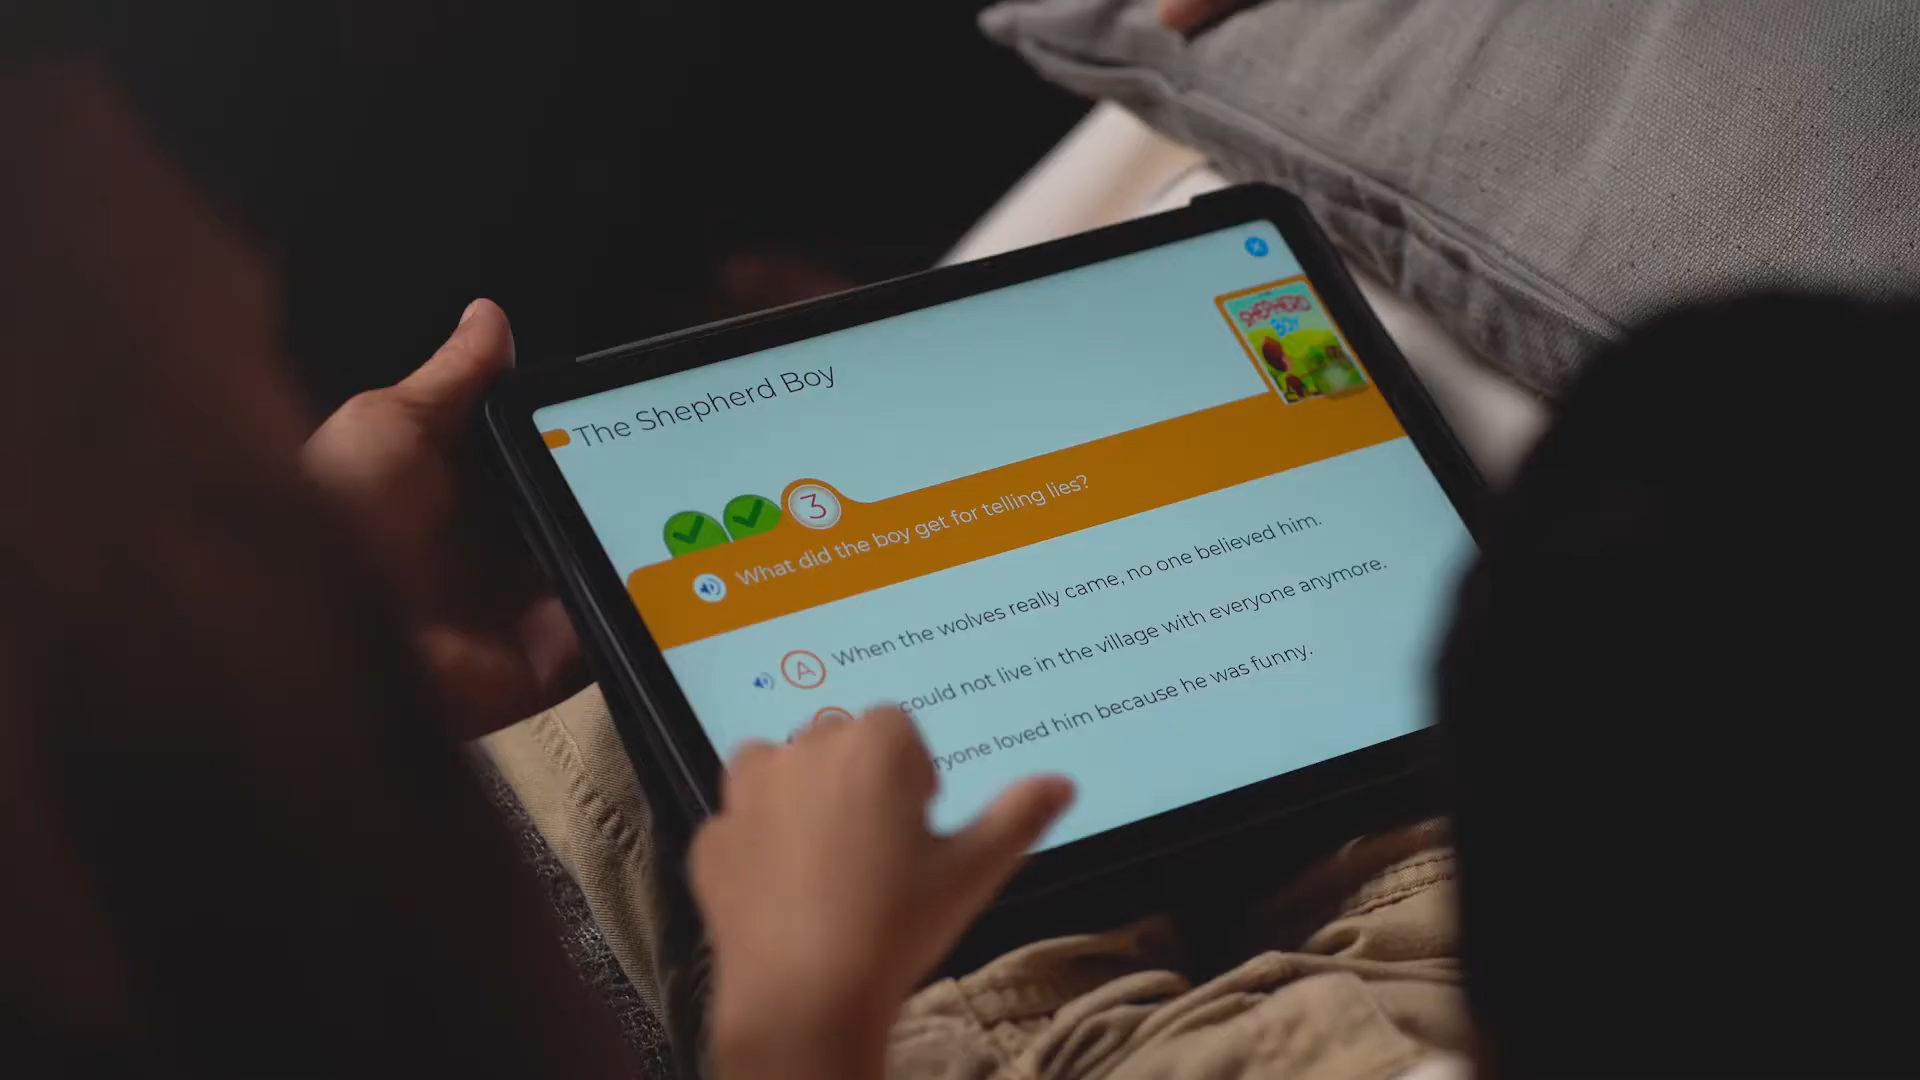 The Shepherd Boy
SHEPHERD
BOY
3
What did the boy get for telling lies?
A When the wolves really came, no one believed him.
could not live in the village with everyone anymore.
loved him because he was funny.